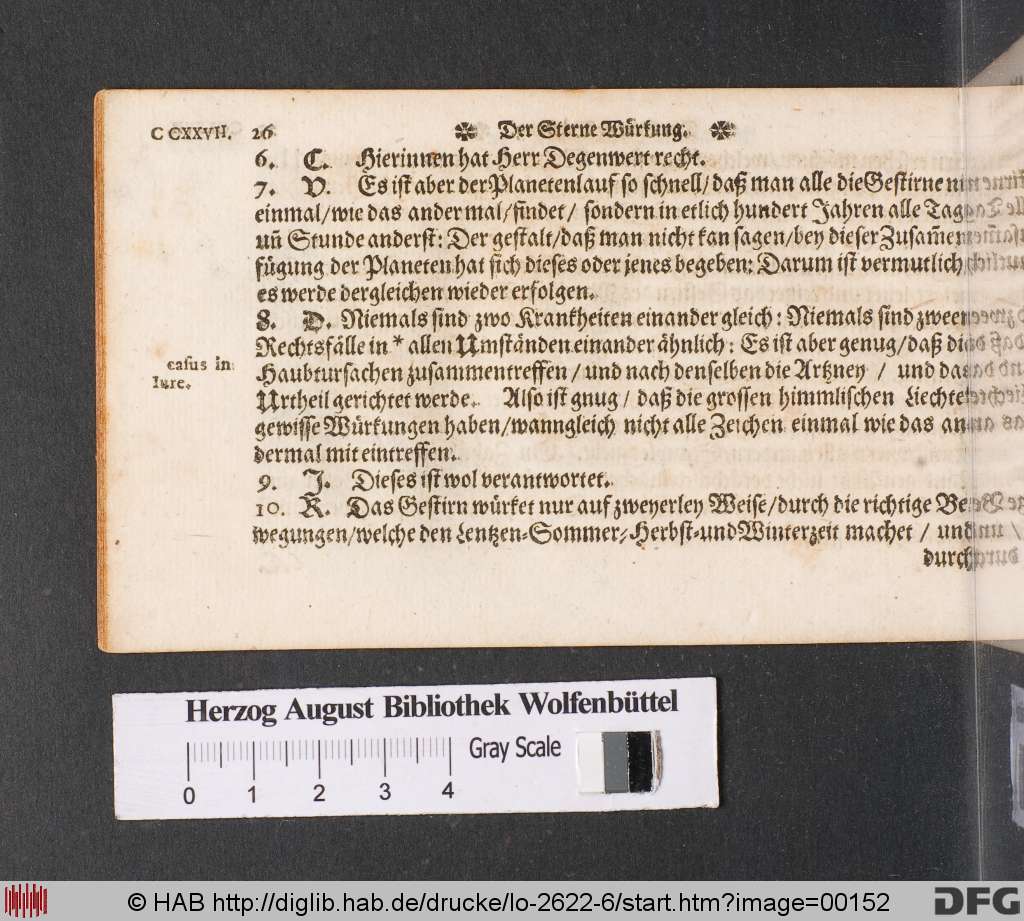 CCXXVII. 26 Der Sterne Würkung.
6. C. Hierinnen hat Herr Degenwert recht.
7. V. Es ist aber der Planetenlauf so schnell/ daß man alle die Gestirne nur
einmal/ wie das ander mal/ findet/ sondern in etlich hundert Jahren alle Tag
uñ Stunde anderst: Der gestalt/ daß man nicht kan sagen/ bey dieser Zusam̃en
fügung der Planeten hat sich dieses oder jenes begeben: Darum ist vermutlich
es werde dergleichen wieder erfolgen.
8. D. Niemals sind zwo Krankheiten einander gleich: Niemals sind zween
Rechtsfälle in * allen Umständen einander ähnlich: Es ist aber genug/ daß die
casus in
Iure.
Haubtursachen zusammentreffen/ und nach denselben die Artzney / und das
Urtheil gerichtet werde. Also ist gnug/ daß die grossen himmlischen Liechter
gewisse Würkungen haben/ wanngleich nicht alle Zeichen einmal wie das an
dermal mit eintreffen.
9. J. Dieses ist wol verantwortet.
10. R. Das Gestirn würket nur auf zweyerley Weise/ durch die richtige Be
wegungen/ welche den Lentzen-Sommer-Herbst-und Winterzeit machet / und
durch
Herzog August Bibliothek Wolfenbüttel
Gray Scale
0 1 2 3 4
© HAB http://diglib.hab.de/drucke/lo-2622-6/start.htm?image=00152
DFG